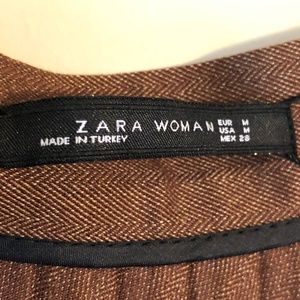 ZARA WOMAN
MADE IN TURKEY
EUR M
USA M
MEX 28